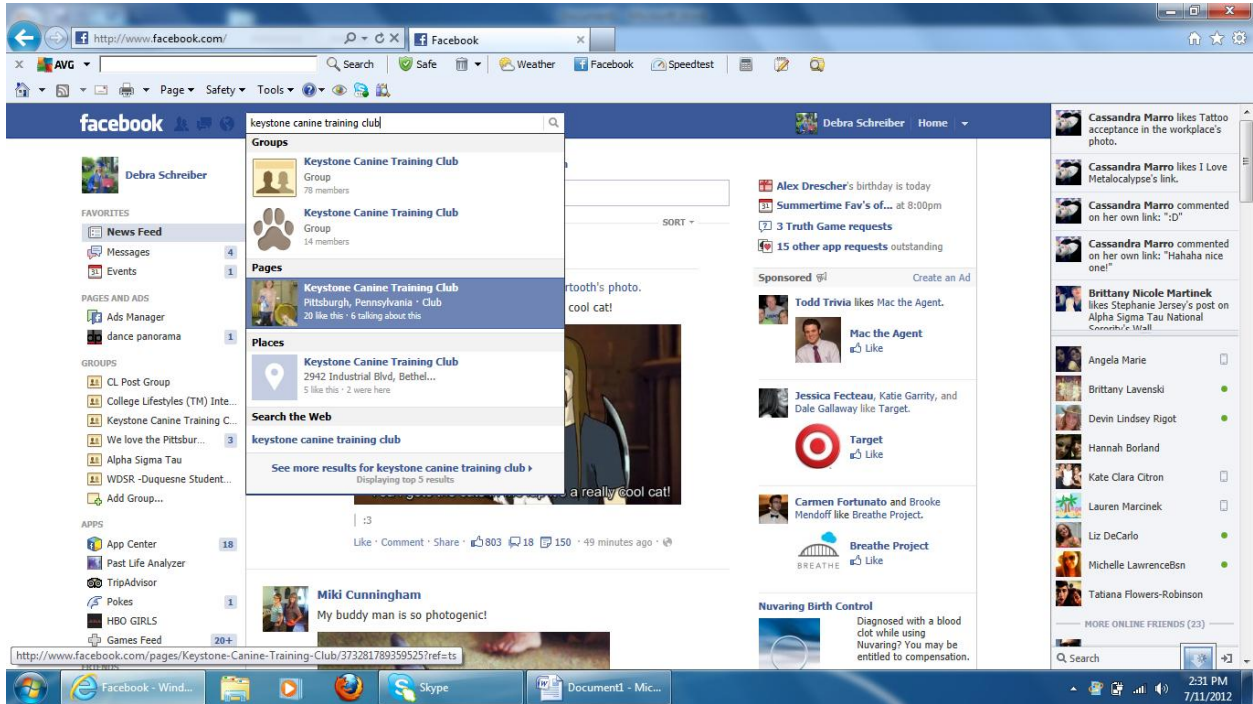 http://www.facebook.com/
Facebook
AVG
Search
Safe
Weather
Facebook
Speedtest
Page
Safety
Tools
facebook
keystone canine training club
Debra Schreiber
Home
Groups
Keystone Canine Training Club
Group
78 members
Keystone Canine Training Club
Group
14 members
Pages
Keystone Canine Training Club
Pittsburgh, Pennsylvania · Club
20 like this · 6 talking about this
Places
Keystone Canine Training Club
2942 Industrial Blvd, Bethel...
5 like this · 2 were here
Search the Web
keystone canine training club
See more results for keystone canine training club
Displaying top 5 results
Debra Schreiber
FAVORITES
News Feed
Messages 4
Events 1
PAGES AND ADS
Ads Manager
dance panorama 1
GROUPS
CL Post Group
College Lifestyles (TM) Inte...
Keystone Canine Training C...
We love the Pittsbur... 3
Alpha Sigma Tau
WDSR -Duquesne Student...
Add Group...
APPS
App Center 18
Past Life Analyzer
TripAdvisor
Pokes 1
HBO GIRLS
Games Feed 20+
SORT
rtooth's photo.
cool cat!
a really cool cat!
:3
Like · Comment · Share · 803 18 150 · 49 minutes ago ·
Miki Cunningham
My buddy man is so photogenic!
Alex Drescher's birthday is today
Summertime Fav's of... at 8:00pm
3 Truth Game requests
15 other app requests outstanding
Sponsored
Create an Ad
Todd Trivia likes Mac the Agent.
Mac the Agent
Like
Jessica Fecteau, Katie Garrity, and
Dale Gallaway like Target.
Target
Like
Carmen Fortunato and Brooke
Mendoff like Breathe Project.
BREATHE
Breathe Project
Like
Nuvaring Birth Control
Diagnosed with a blood
clot while using
Nuvaring? You may be
entitled to compensation.
Cassandra Marro likes Tattoo
acceptance in the workplace's
photo.
Cassandra Marro likes I Love
Metalocalypse's link.
Cassandra Marro commented
on her own link: ":D"
Cassandra Marro commented
on her own link: "Hahaha nice
one!"
Brittany Nicole Martinek
likes Stephanie Jersey's post on
Alpha Sigma Tau National
Sorority's Wall
Angela Marie
Brittany Lavenski
Devin Lindsey Rigot
Hannah Borland
Kate Clara Citron
Lauren Marcinek
Liz DeCarlo
Michelle LawrenceBsn
Tatiana Flowers-Robinson
MORE ONLINE FRIENDS (23)
Search
http://www.facebook.com/pages/Keystone-Canine-Training-Club/373281789359525?ref=ts
Facebook - Wind...
Skype
Document1 - Mic...
2:31 PM
7/11/2012